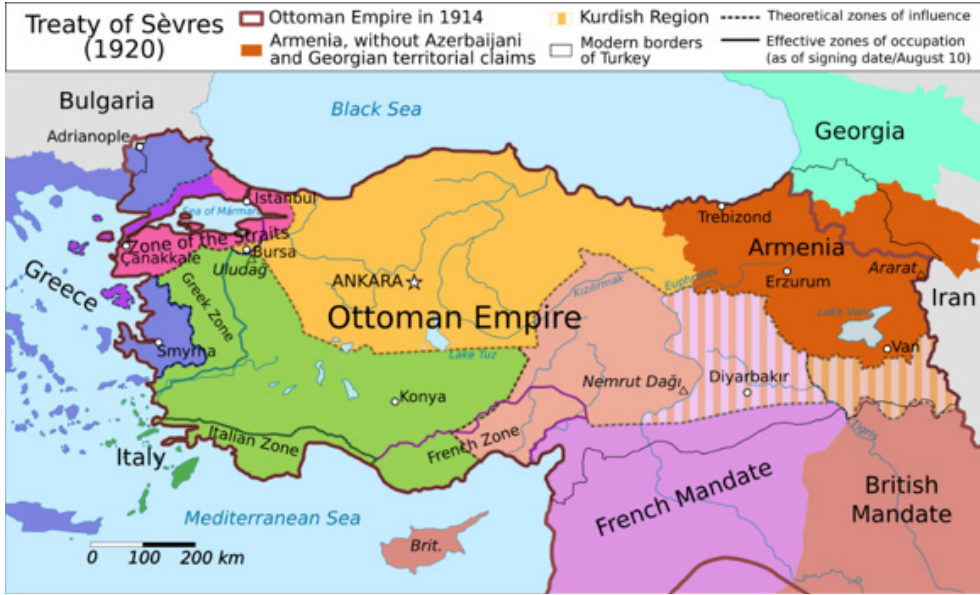 Treaty of Sèvres
(1920)
Ottoman Empire in 1914
Armenia, without Azerbaijani
and Georgian territorial claims
Kurdish Region
Modern borders
of Turkey
Theoretical zones of influence
Effective zones of occupation
(as of signing date/August 10)
Bulgaria
Adrianople
Black Sea
Georgia
Istanbul
Sea of Mármara
Trebizond
Zone of the Straits
Çanakkale
Bursa
Uludağ
Armenia
Erzurum
Ararat
Greece
Greek Zone
ANKARA
Kızılırmak
Euphrates
Iran
Ottoman Empire
Lake Van
Van
Smyrna
Lake Tuz
Nemrut Dağı
Diyarbakır
Konya
Italian Zone
French Zone
Tigris
Italy
French Mandate
British
Mandate
Mediterranean Sea
Brit.
0 100 200 km